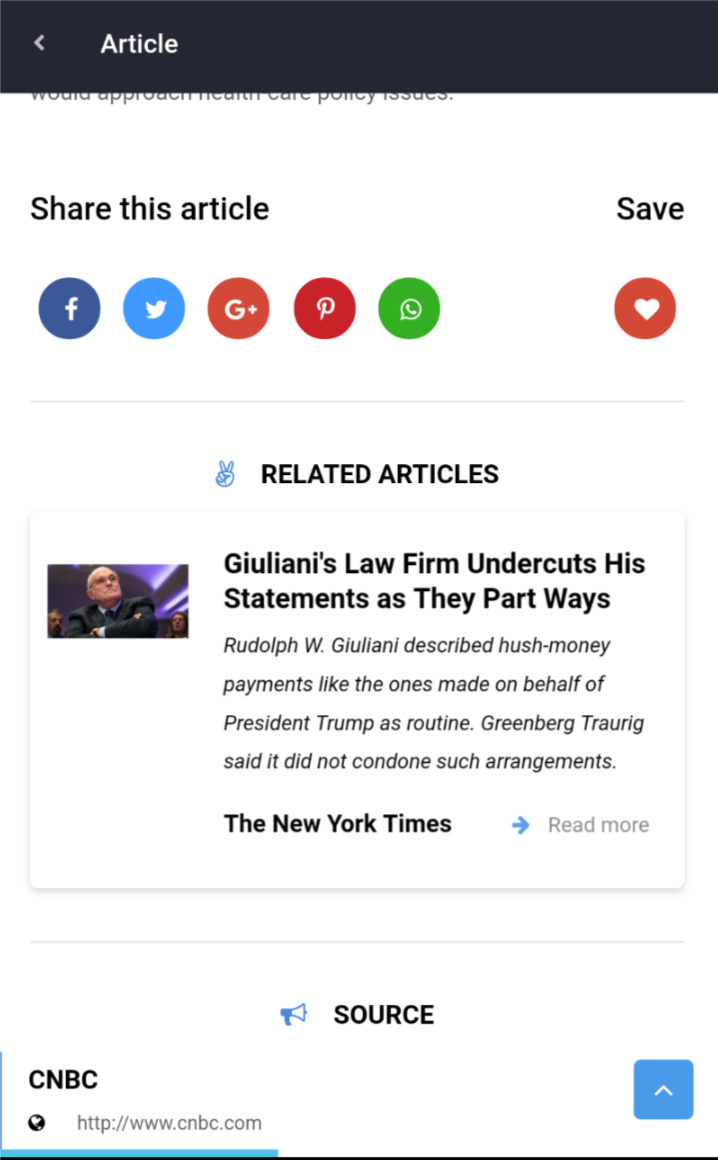 Article
would approach health care policy issues.
Share this article
Save
RELATED ARTICLES
Giuliani's Law Firm Undercuts His
Statements as They Part Ways
Rudolph W. Giuliani described hush-money
payments like the ones made on behalf of
President Trump as routine. Greenberg Traurig
said it did not condone such arrangements.
The New York Times
Read more
SOURCE
CNBC
http://www.cnbc.com